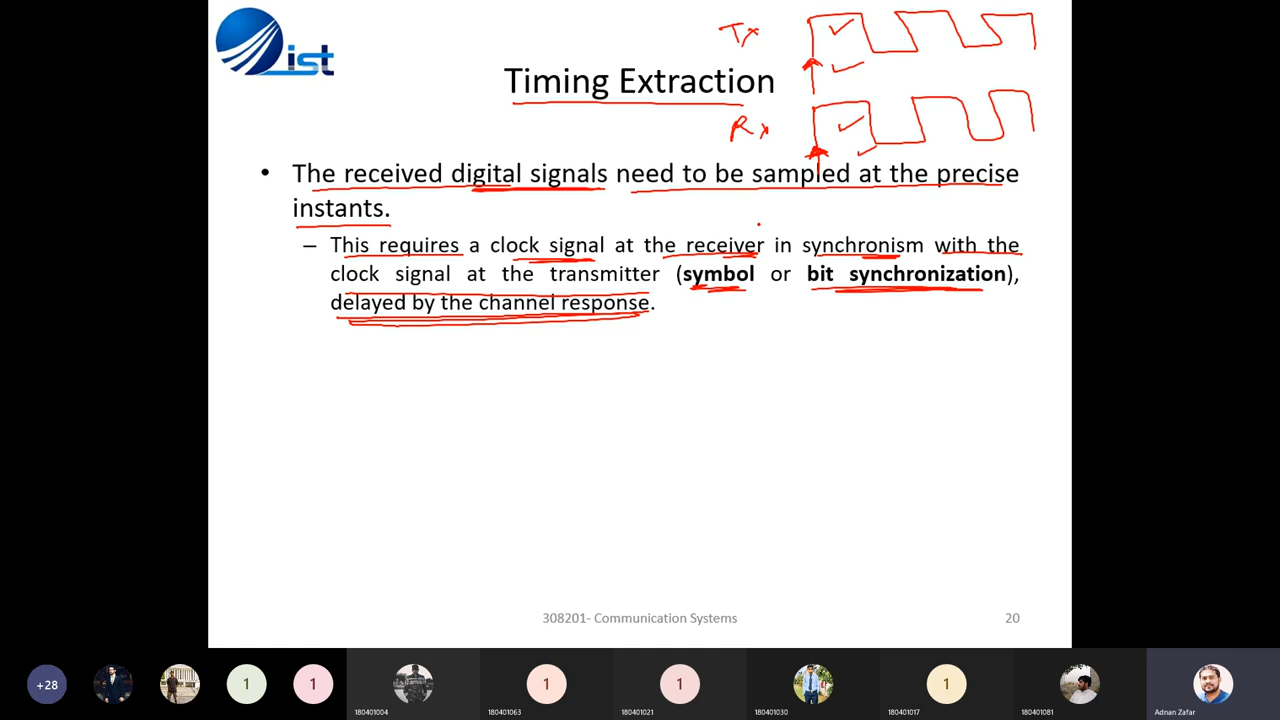 ist
Tx
Timing Extraction
Rx
• The received digital signals need to be sampled at the precise
instants.
– This requires a clock signal at the receiver in synchronism with the
clock signal at the transmitter (symbol or bit synchronization),
delayed by the channel response.
308201- Communication Systems
20
+28
1
1
1
1
1
180401004
180401063
180401021
180401030
180401017
180401081
Adnan Zafar